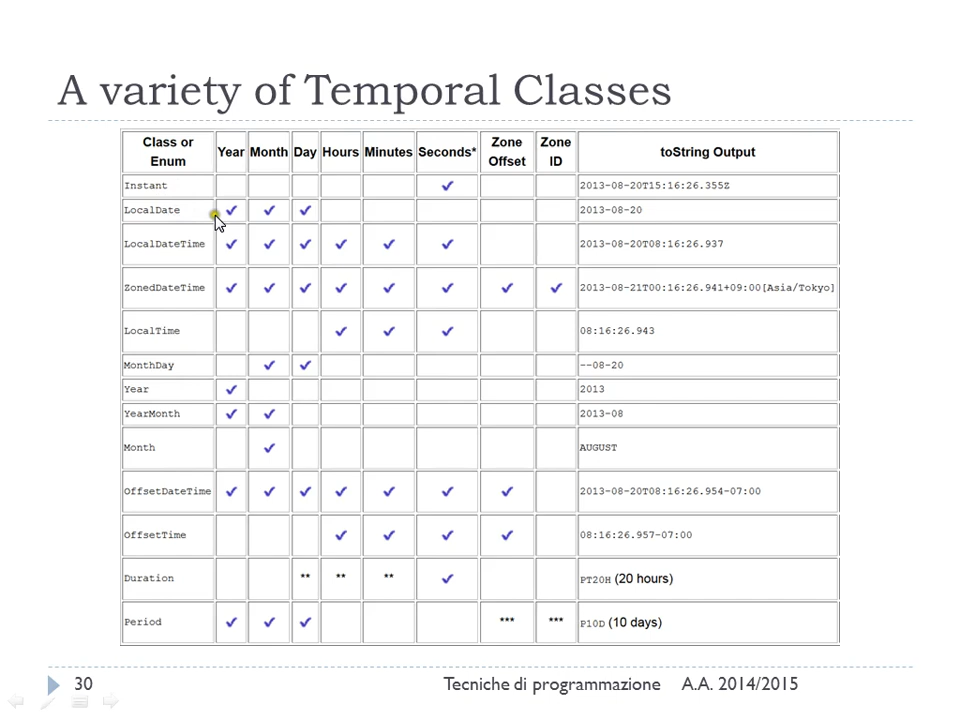 A variety of Temporal Classes
Class or Enum Year Month Day Hours Minutes Seconds* Zone Offset Zone ID toString Output
Instant ✓ 2013-08-20T15:16:26.355Z
LocalDate ✓ ✓ ✓ 2013-08-20
LocalDateTime ✓ ✓ ✓ ✓ ✓ ✓ 2013-08-20T08:16:26.937
ZonedDateTime ✓ ✓ ✓ ✓ ✓ ✓ ✓ ✓ 2013-08-21T00:16:26.941+09:00[Asia/Tokyo]
LocalTime ✓ ✓ ✓ 08:16:26.943
MonthDay ✓ ✓ --08-20
Year ✓ 2013
YearMonth ✓ ✓ 2013-08
Month ✓ AUGUST
OffsetDateTime ✓ ✓ ✓ ✓ ✓ ✓ ✓ 2013-08-20T08:16:26.954-07:00
OffsetTime ✓ ✓ ✓ ✓ 08:16:26.957-07:00
Duration ** ** ** ✓ PT20H (20 hours)
Period ✓ ✓ ✓ *** *** P10D (10 days)
30 Tecniche di programmazione A.A. 2014/2015